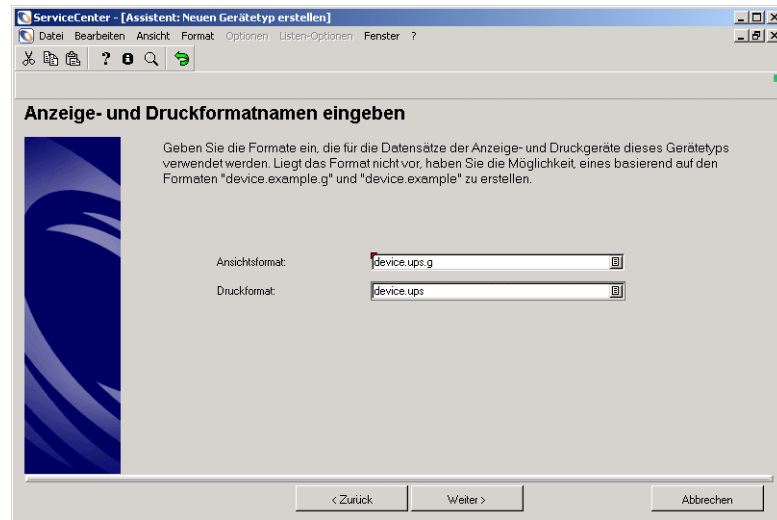 ServiceCenter - [Assistent: Neuen Gerätetyp erstellen]
Datei Bearbeiten Ansicht Format Optionen Listen-Optionen Fenster ?
Anzeige- und Druckformatnamen eingeben
Geben Sie die Formate ein, die für die Datensätze der Anzeige- und Druckgeräte dieses Gerätetyps
verwendet werden. Liegt das Format nicht vor, haben Sie die Möglichkeit, eines basierend auf den
Formaten "device.example.g" und "device.example" zu erstellen.
Ansichtsformat: device.ups.g
Druckformat: device.ups
< Zurück Weiter > Abbrechen